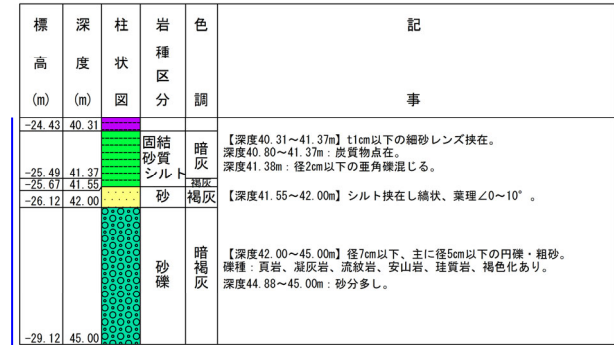 標高(m) 深度(m) 柱状図 岩種区分 色調 記事
-24.43 40.31
固結砂質シルト 暗灰
【深度40.31～41.37m】t1cm以下の細砂レンズ挟在。
深度40.80～41.37m：炭質物点在。
深度41.38m：径2cm以下の亜角礫混じる。
-25.49 41.37
-25.67 41.55 褐灰
-26.12 42.00 砂 褐灰 【深度41.55～42.00m】シルト挟在し縞状、葉理∠0～10°。
砂礫 暗褐灰
【深度42.00～45.00m】径7cm以下、主に径5cm以下の円礫・粗砂。
礫種：頁岩、凝灰岩、流紋岩、安山岩、珪質岩、褐色化あり。
深度44.88～45.00m：砂分多し。
-29.12 45.00